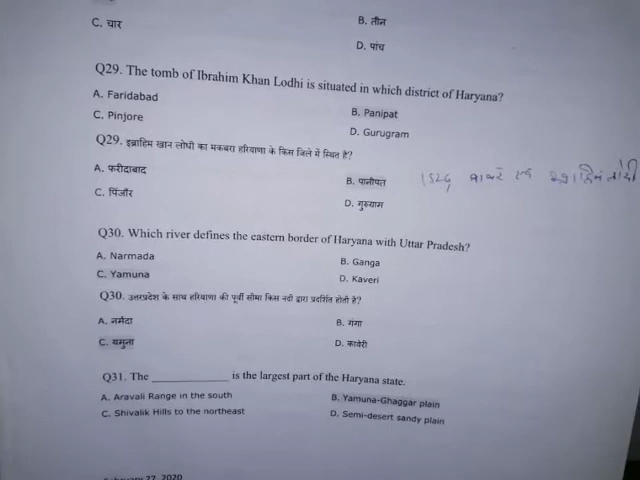 C. चार
B. तीन
D. पांच
Q29. The tomb of Ibrahim Khan Lodhi is situated in which district of Haryana?
A. Faridabad
B. Panipat
C. Pinjore
D. Gurugram
Q29. इब्राहिम खान लोधी का मकबरा हरियाणा के किस जिले में स्थित है?
A. फरीदाबाद
B. पानीपत
1526
C. पिंजौर
D. गुरुग्राम
Q30. Which river defines the eastern border of Haryana with Uttar Pradesh?
A. Narmada
B. Ganga
C. Yamuna
D. Kaveri
Q30. उत्तरप्रदेश के साथ हरियाणा की पूर्वी सीमा किस नदी द्वारा प्रदर्शित होती है?
A. नर्मदा
B. गंगा
C. यमुना
D. कावेरी
Q31. The ____________ is the largest part of the Haryana state.
A. Aravali Range in the south
B. Yamuna-Ghaggar plain
C. Shivalik Hills to the northeast
D. Semi-desert sandy plain
February 27, 2020